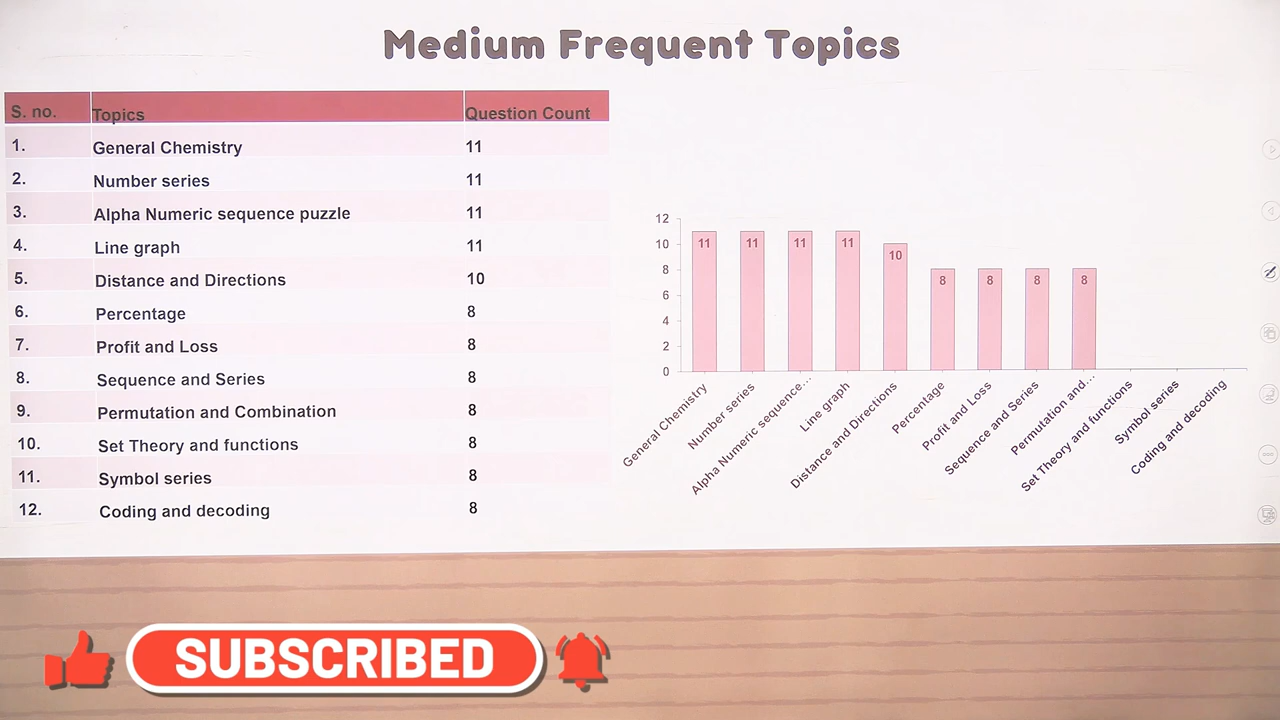 Medium Frequent Topics
S. no. Topics Question Count
1. General Chemistry 11
2. Number series 11
3. Alpha Numeric sequence puzzle 11
4. Line graph 11
5. Distance and Directions 10
6. Percentage 8
7. Profit and Loss 8
8. Sequence and Series 8
9. Permutation and Combination 8
10. Set Theory and functions 8
11. Symbol series 8
12. Coding and decoding 8
12
10
8
6
4
2
0
11 11 11 11 10 8 8 8 8
General Chemistry
Number series
Alpha Numeric sequence...
Line graph
Distance and Directions
Percentage
Profit and Loss
Sequence and Series
Permutation and...
Set Theory and functions
Symbol series
Coding and decoding
SUBSCRIBED